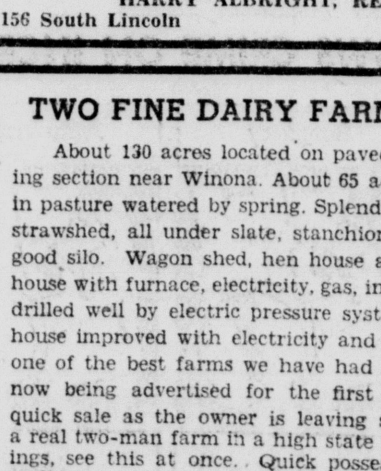 HARRY ALBRIGHT, RE
156 South Lincoln
TWO FINE DAIRY FAR
About 130 acres located on pave
ing section near Winona. About 65 a
in pasture watered by spring. Splend
strawshed, all under slate, stanchion
good silo. Wagon shed, hen house a
house with furnace, electricity, gas, in
drilled well by electric pressure syst
house improved with electricity and
one of the best farms we have had
now being advertised for the first
quick sale as the owner is leaving s
a real two-man farm in a high state
ings, see this at once. Quick posse